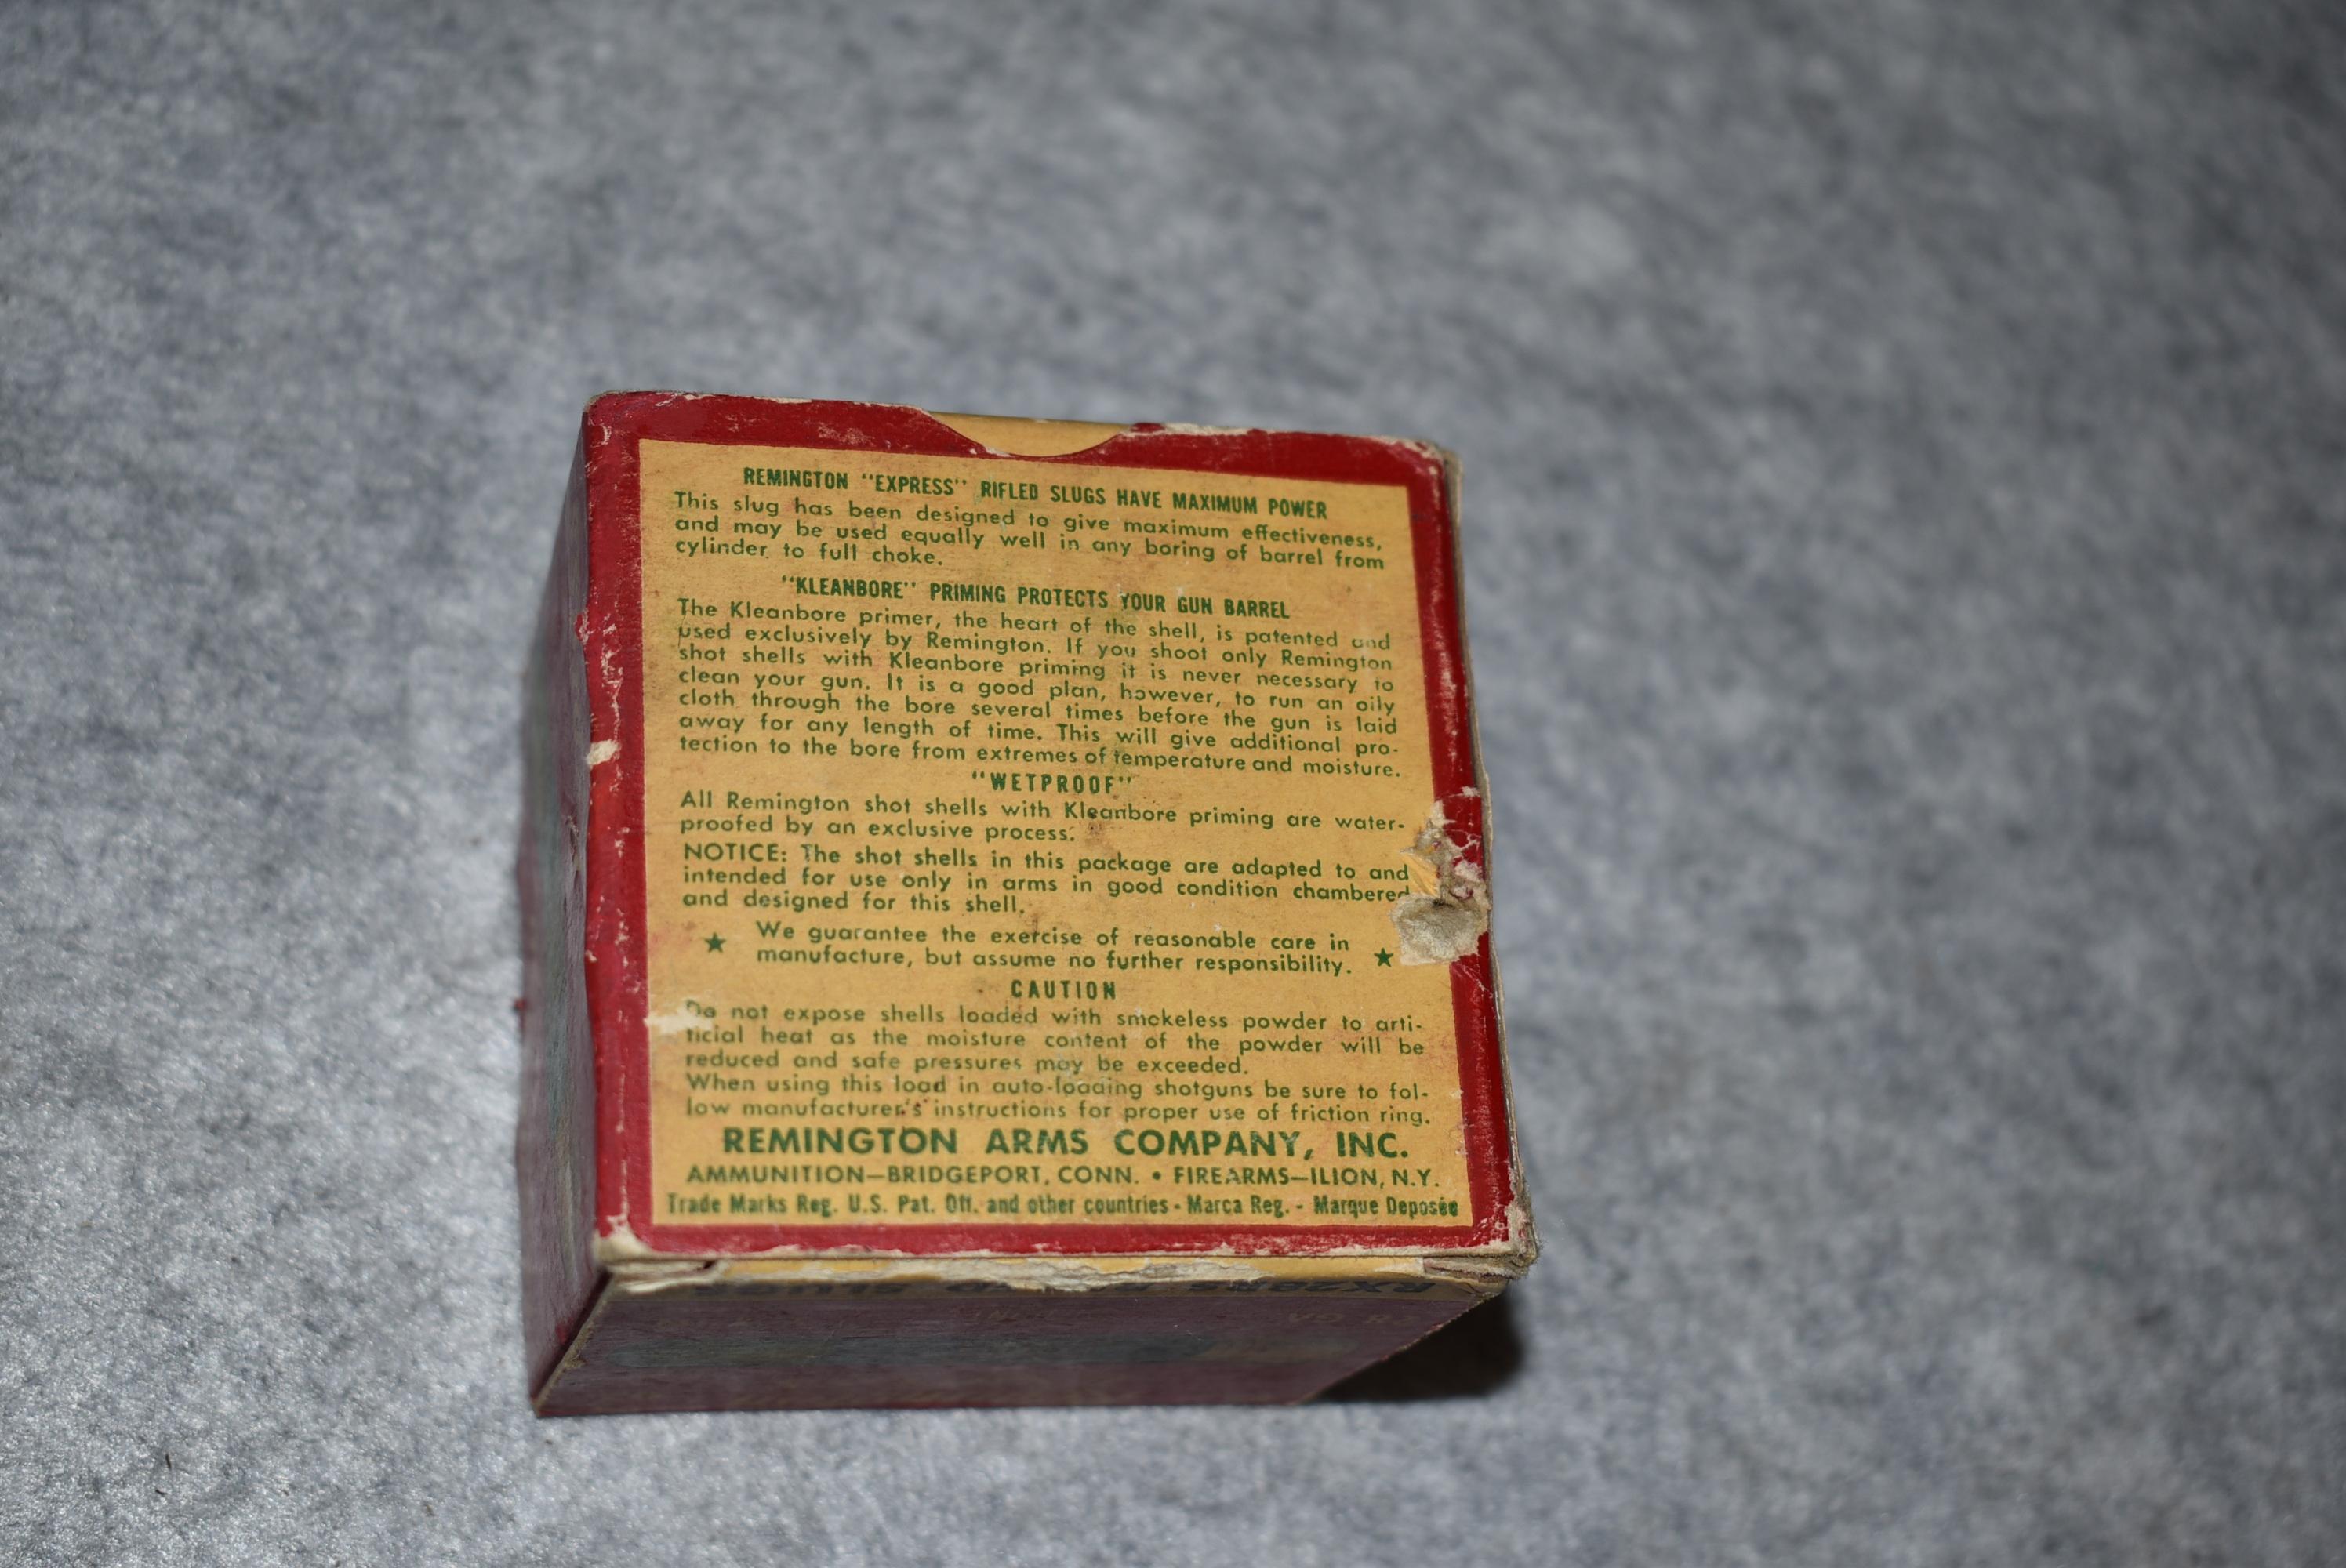 REMINGTON "EXPRESS" RIFLED SLUGS HAVE MAXIMUM POWER
This slug has been designed to give maximum effectiveness,
and may be used equally well in any boring of barrel from
cylinder to full choke.
"KLEANBORE" PRIMING PROTECTS YOUR GUN BARREL
The Kleanbore primer, the heart of the shell, is patented and
used exclusively by Remington. If you shoot only Remington
shot shells with Kleanbore priming it is never necessary to
clean your gun. It is a good plan, however, to run an oily
cloth through the bore several times before the gun is laid
away for any length of time. This will give additional pro-
tection to the bore from extremes of temperature and moisture.
"WETPROOF"
All Remington shot shells with Kleanbore priming are water-
proofed by an exclusive process.
NOTICE: The shot shells in this package are adapted to and
intended for use only in arms in good condition chambered
and designed for this shell.
★ We guarantee the exercise of reasonable care in
manufacture, but assume no further responsibility. ★
CAUTION
Do not expose shells loaded with smokeless powder to arti-
ficial heat as the moisture content of the powder will be
reduced and safe pressures may be exceeded.
When using this load in auto-loading shotguns be sure to fol-
low manufacturer's instructions for proper use of friction ring.
REMINGTON ARMS COMPANY, INC.
AMMUNITION—BRIDGEPORT, CONN. • FIREARMS—ILION, N.Y.
Trade Marks Reg. U.S. Pat. Off. and other countries - Marca Reg. - Marque Deposée